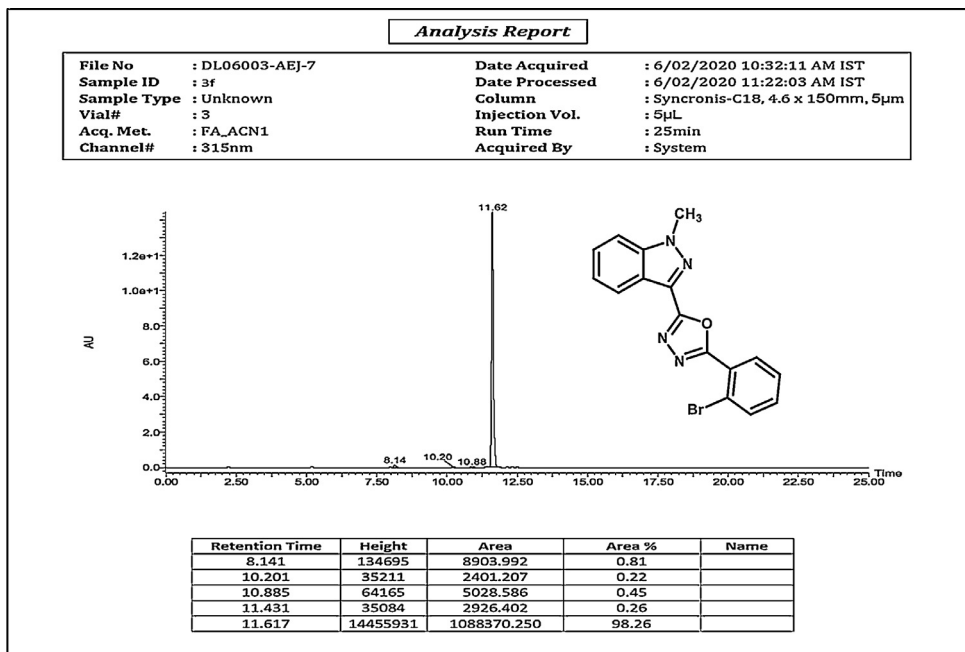 Analysis Report
File No : DL06003-AEJ-7 Date Acquired : 6/02/2020 10:32:11 AM IST
Sample ID : 3f Date Processed : 6/02/2020 11:22:03 AM IST
Sample Type : Unknown Column : Syncronis-C18, 4.6 x 150mm, 5µm
Vial# : 3 Injection Vol. : 5µL
Acq. Met. : FA_ACN1 Run Time : 25min
Channel# : 315nm Acquired By : System
11.62
CH3
N
N
O
N
N
Br
AU
1.2e+1
1.0e+1
8.0
6.0
4.0
2.0
0.0
8.14 10.20 10.88
0.00 2.50 5.00 7.50 10.00 12.50 15.00 17.50 20.00 22.50 25.00
Time
Retention Time Height Area Area % Name
8.141 134695 8903.992 0.81
10.201 35211 2401.207 0.22
10.885 64165 5028.586 0.45
11.431 35084 2926.402 0.26
11.617 14455931 1088370.250 98.26